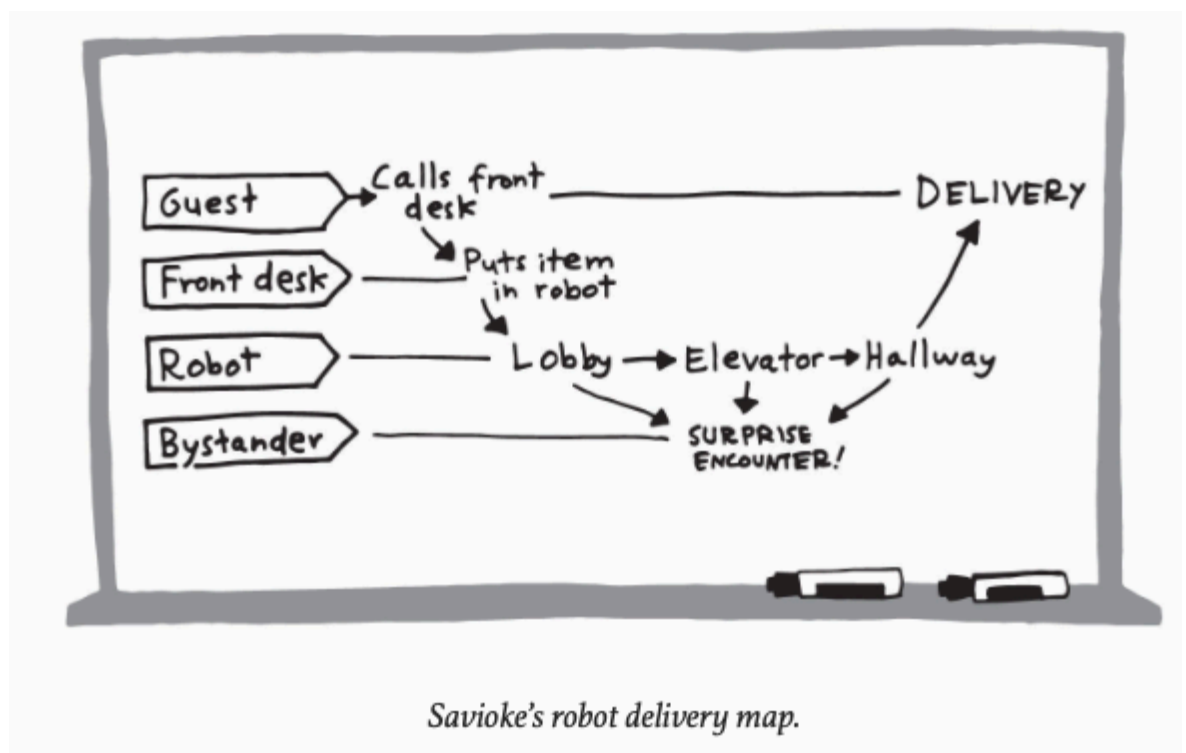 Guest
Calls front
desk
DELIVERY
Front desk
Puts item
in robot
Robot
Lobby
Elevator
Hallway
Bystander
SURPRISE
ENCOUNTER!
Savioke's robot delivery map.